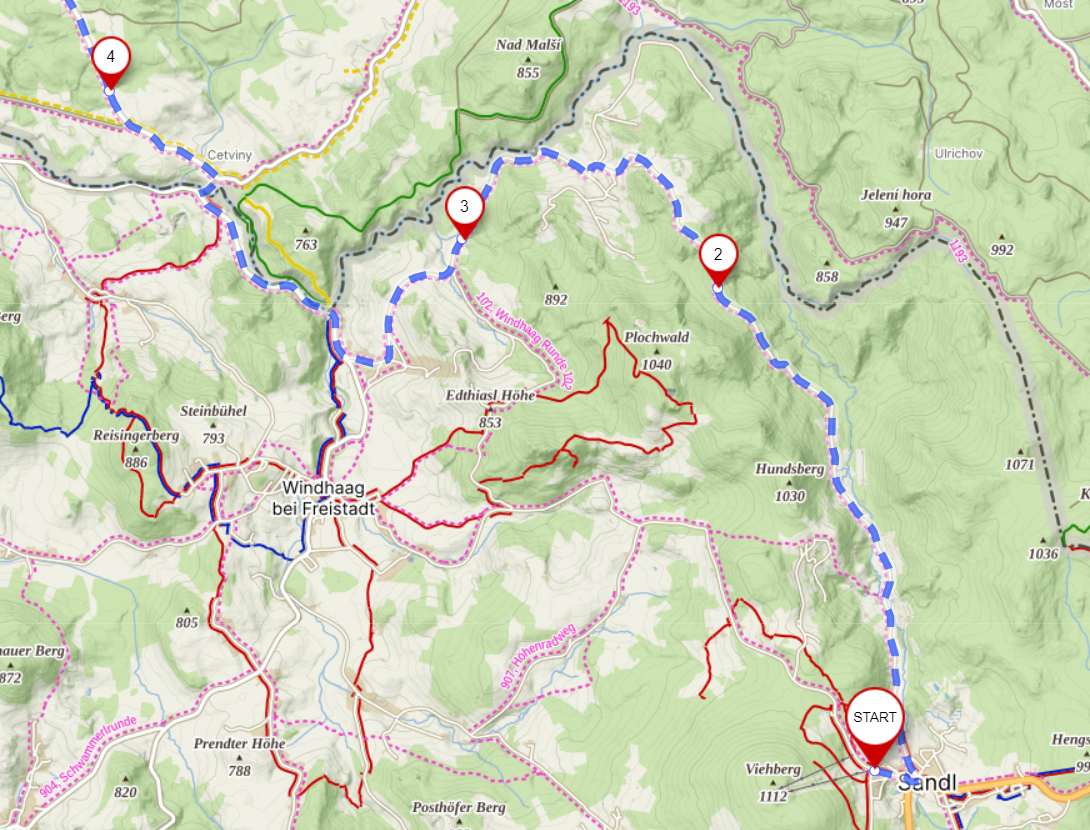 1193
Most
Nad Malší
855
4
Cetviny
Ulrichov
Jelení hora
947
3
763
2
1193
992
858
892
102, Windhaag Runde 102
Plochwald
1040
Edthiasl Höhe
853
Steinbühel
793
Reisingerberg
886
Windhaag
bei Freistadt
Hundsberg
1030
1071
1036
805
872
907, Höhenradweg
904, Schwammerlrunde
START
Prendter Höhe
788
Viehberg
1112
Sandl
820
Posthöfer Berg